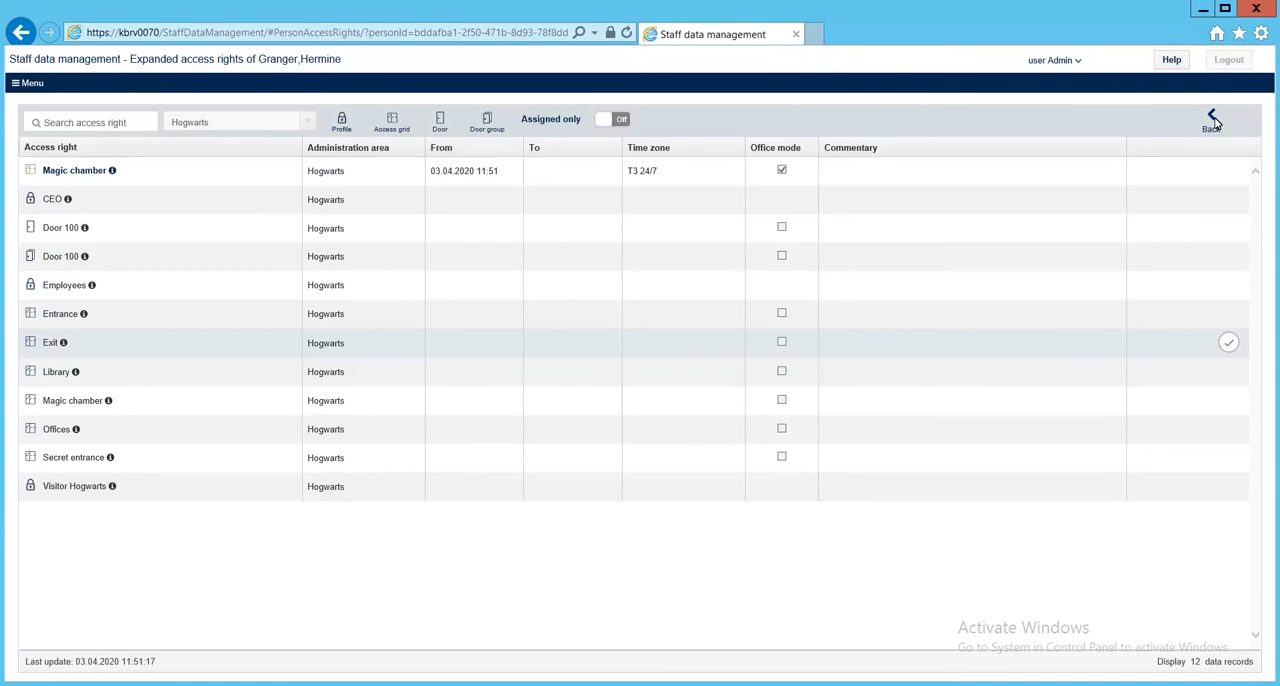 https://kbrv0070/StaffDataManagement/#PersonAccessRights/?personId=bddafba1-2f50-471b-8d93-78f8dd
Staff data management
Staff data management - Expanded access rights of Granger,Hermine
user Admin
Help
Logout
Menu
Search access right
Hogwarts
Profile
Access grid
Door
Door group
Assigned only
Off
Back
Access right Administration area From To Time zone Office mode Commentary
Magic chamber Hogwarts 03.04.2020 11:51 T3 24/7
CEO Hogwarts
Door 100 Hogwarts
Door 100 Hogwarts
Employees Hogwarts
Entrance Hogwarts
Exit Hogwarts
Library Hogwarts
Magic chamber Hogwarts
Offices Hogwarts
Secret entrance Hogwarts
Visitor Hogwarts Hogwarts
Activate Windows
Go to System in Control Panel to activate Windows.
Last update: 03.04.2020 11:51:17
Display 12 data records